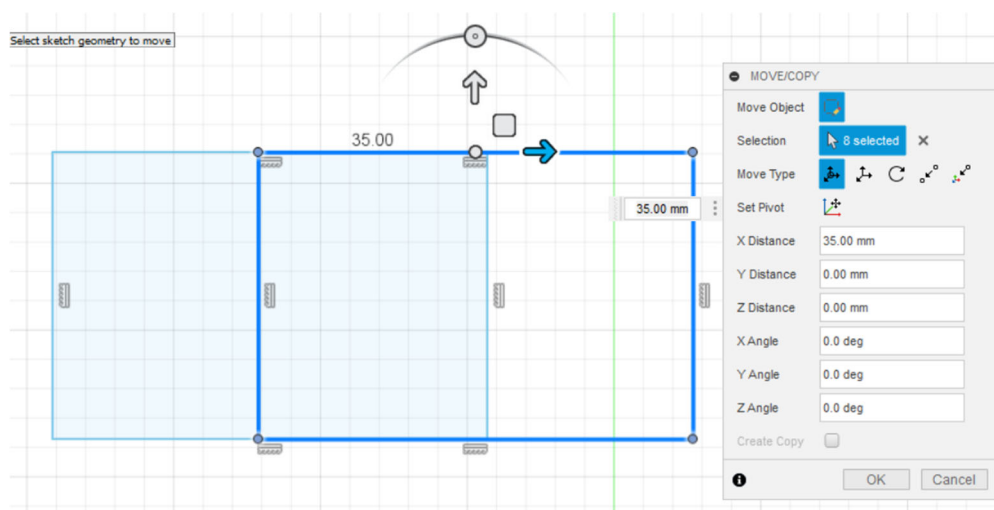 Select sketch geometry to move
35.00
35.00 mm
MOVE/COPY
Move Object
Selection 8 selected
Move Type
Set Pivot
X Distance 35.00 mm
Y Distance 0.00 mm
Z Distance 0.00 mm
X Angle 0.0 deg
Y Angle 0.0 deg
Z Angle 0.0 deg
Create Copy
OK Cancel